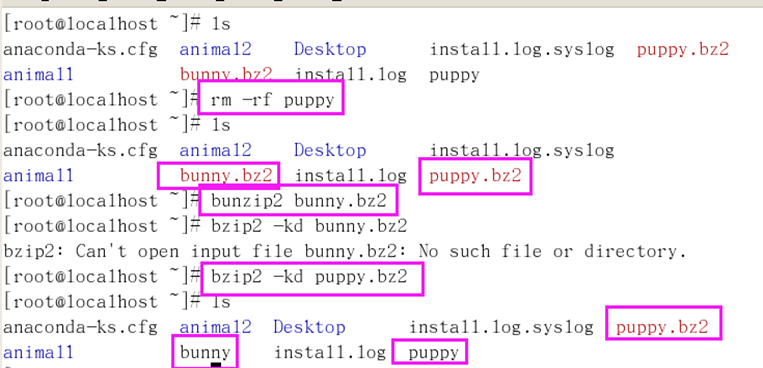 [root@localhost ~]# ls
anaconda-ks.cfg animal2 Desktop install.log.syslog puppy.bz2
animal1 bunny.bz2 install.log puppy
[root@localhost ~]# rm -rf puppy
[root@localhost ~]# ls
anaconda-ks.cfg animal2 Desktop install.log.syslog
animal1 bunny.bz2 install.log puppy.bz2
[root@localhost ~]# bunzip2 bunny.bz2
[root@localhost ~]# bzip2 -kd bunny.bz2
bzip2: Can't open input file bunny.bz2: No such file or directory.
[root@localhost ~]# bzip2 -kd puppy.bz2
[root@localhost ~]# ls
anaconda-ks.cfg animal2 Desktop install.log.syslog puppy.bz2
animal1 bunny install.log puppy